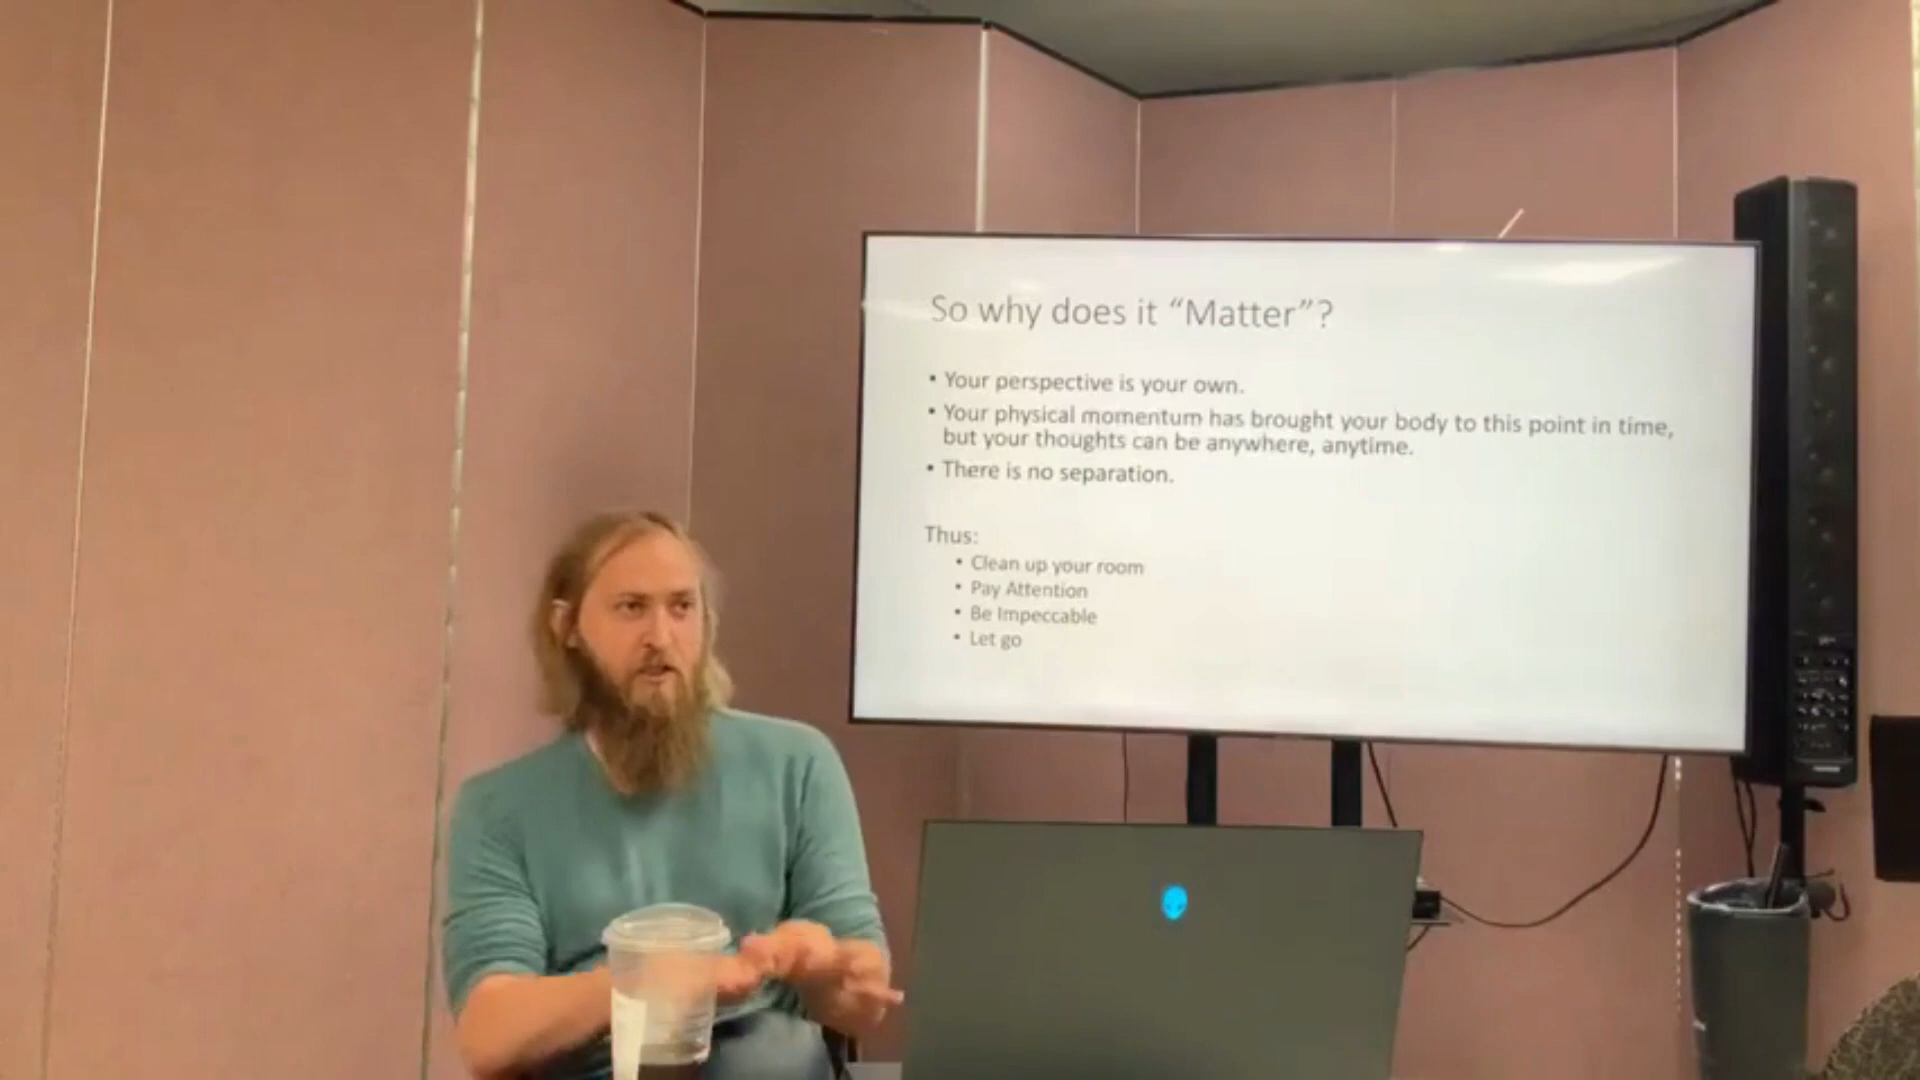 So why does it “Matter”?
• Your perspective is your own.
• Your physical momentum has brought your body to this point in time,
but your thoughts can be anywhere, anytime.
• There is no separation.
Thus:
• Clean up your room
• Pay Attention
• Be Impeccable
• Let go